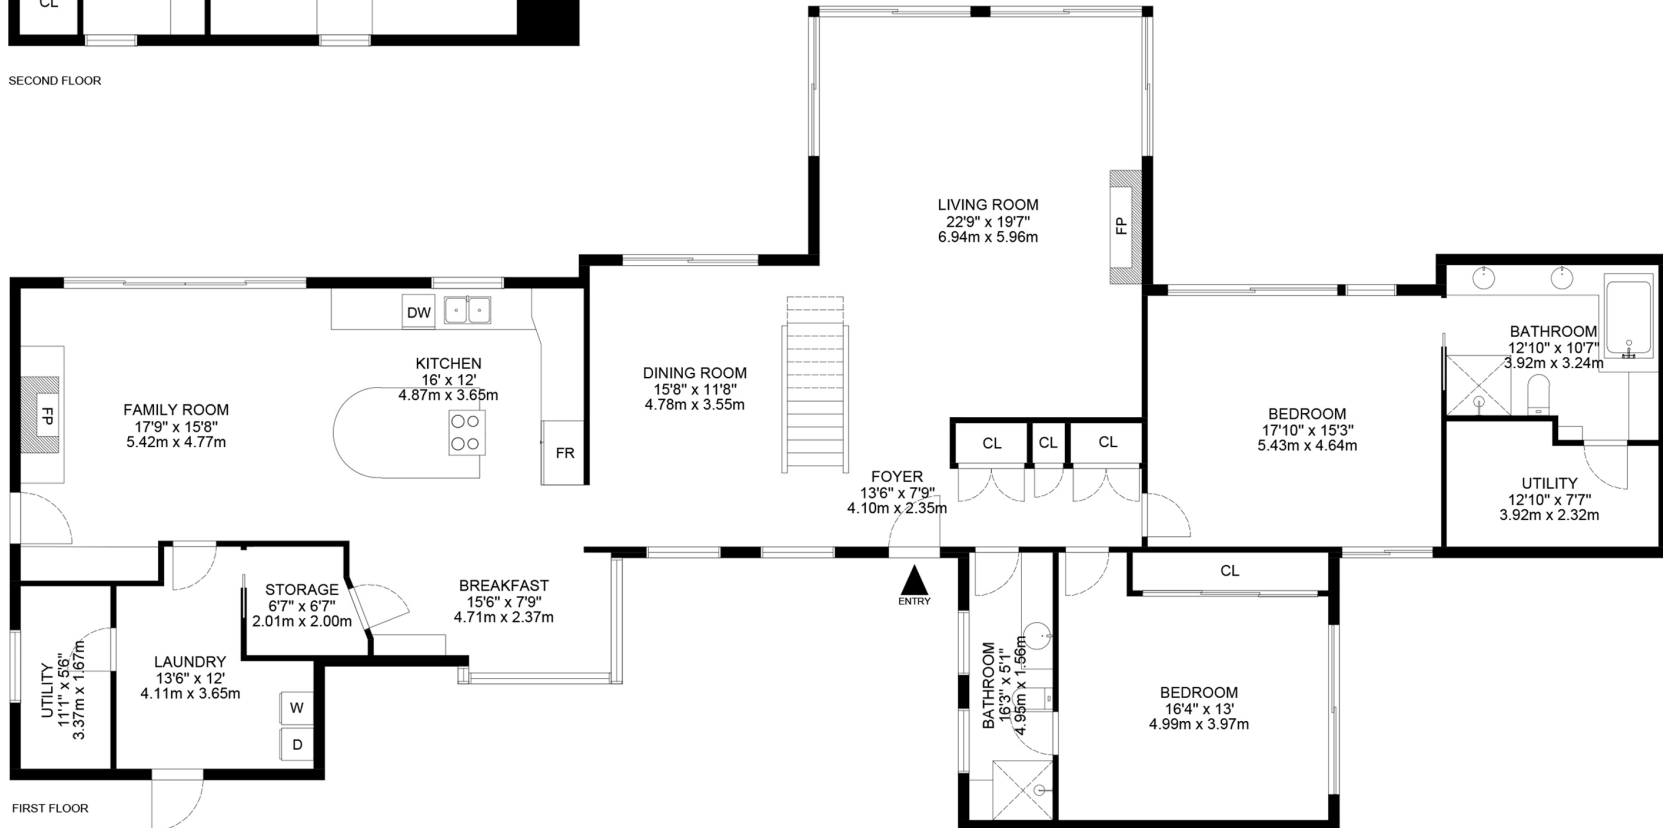 CL
SECOND FLOOR
LIVING ROOM
22'9" x 19'7"
6.94m x 5.96m
FP
DW
KITCHEN
16' x 12'
4.87m x 3.65m
FR
FAMILY ROOM
17'9" x 15'8"
5.42m x 4.77m
FP
DINING ROOM
15'8" x 11'8"
4.78m x 3.55m
BATHROOM
12'10" x 10'7"
3.92m x 3.24m
BEDROOM
17'10" x 15'3"
5.43m x 4.64m
CL
CL
CL
FOYER
13'6" x 7'9"
4.10m x 2.35m
UTILITY
12'10" x 7'7"
3.92m x 2.32m
ENTRY
BREAKFAST
15'6" x 7'9"
4.71m x 2.37m
STORAGE
6'7" x 6'7"
2.01m x 2.00m
CL
UTILITY
11'1" x 5'6"
3.37m x 1.67m
LAUNDRY
13'6" x 12'
4.11m x 3.65m
W
D
BATHROOM
16'3" x 5'1"
4.95m x 1.56m
BEDROOM
16'4" x 13'
4.99m x 3.97m
FIRST FLOOR